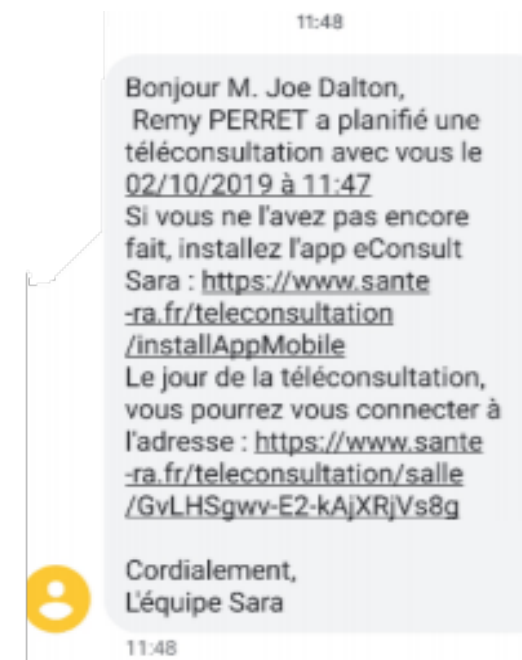 11:48
Bonjour M. Joe Dalton,
Remy PERRET a planifié une
téléconsultation avec vous le
02/10/2019 à 11:47
Si vous ne l'avez pas encore
fait, installez l'app eConsult
Sara : https://www.sante
-ra.fr/teleconsultation
/installAppMobile
Le jour de la téléconsultation,
vous pourrez vous connecter à
l'adresse : https://www.sante
-ra.fr/teleconsultation/salle
/GvLHSgwv-E2-kAjXRjVs8g
Cordialement,
L'équipe Sara
11:48